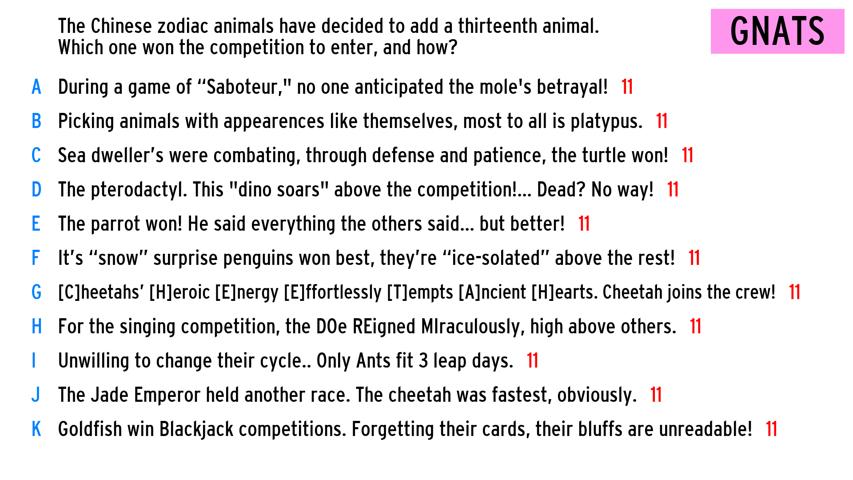 The Chinese zodiac animals have decided to add a thirteenth animal.
Which one won the competition to enter, and how?
GNATS
A During a game of “Saboteur," no one anticipated the mole's betrayal! 11
B Picking animals with appearences like themselves, most to all is platypus. 11
C Sea dweller’s were combating, through defense and patience, the turtle won! 11
D The pterodactyl. This "dino soars" above the competition!... Dead? No way! 11
E The parrot won! He said everything the others said... but better! 11
F It’s “snow” surprise penguins won best, they’re “ice-solated” above the rest! 11
G [C]heetahs’ [H]eroic [E]nergy [E]ffortlessly [T]empts [A]ncient [H]earts. Cheetah joins the crew! 11
H For the singing competition, the DOe REigned MIraculously, high above others. 11
I Unwilling to change their cycle.. Only Ants fit 3 leap days. 11
J The Jade Emperor held another race. The cheetah was fastest, obviously. 11
K Goldfish win Blackjack competitions. Forgetting their cards, their bluffs are unreadable! 11